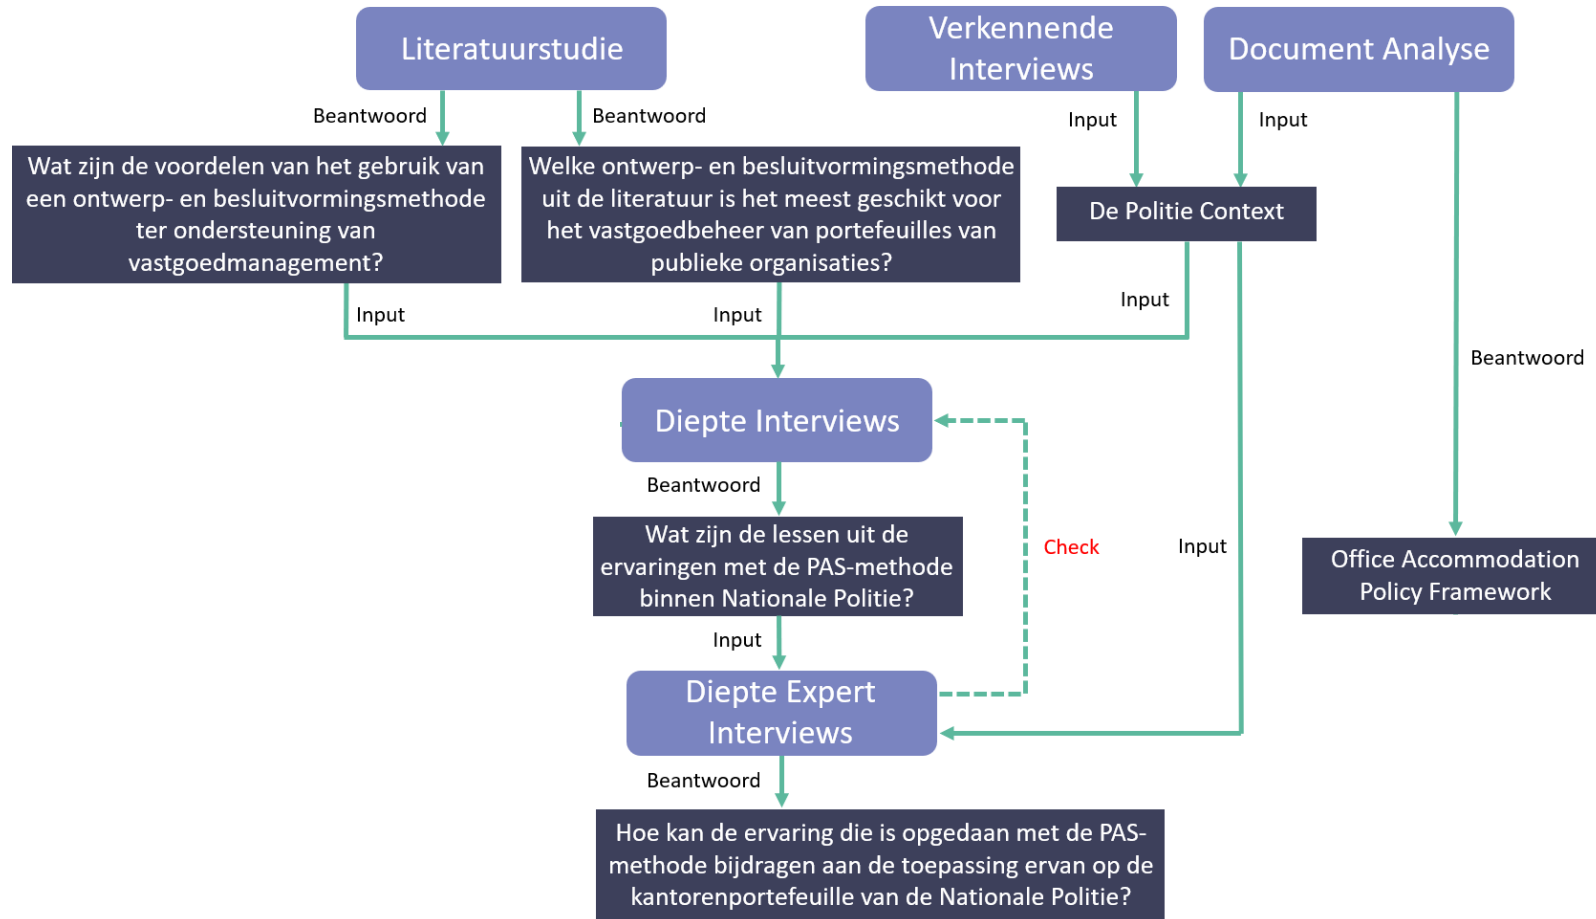 Literatuurstudie
Verkennende
Interviews
Document Analyse
Beantwoord
Beantwoord
Input
Input
Wat zijn de voordelen van het gebruik van
een ontwerp- en besluitvormingsmethode
ter ondersteuning van
vastgoedmanagement?
Welke ontwerp- en besluitvormingsmethode
uit de literatuur is het meest geschikt voor
het vastgoedbeheer van portefeuilles van
publieke organisaties?
De Politie Context
Input
Input
Input
Beantwoord
Diepte Interviews
Beantwoord
Wat zijn de lessen uit de
ervaringen met de PAS-methode
binnen Nationale Politie?
Check
Input
Office Accommodation
Policy Framework
Input
Diepte Expert
Interviews
Beantwoord
Hoe kan de ervaring die is opgedaan met de PAS-
methode bijdragen aan de toepassing ervan op de
kantorenportefeuille van de Nationale Politie?